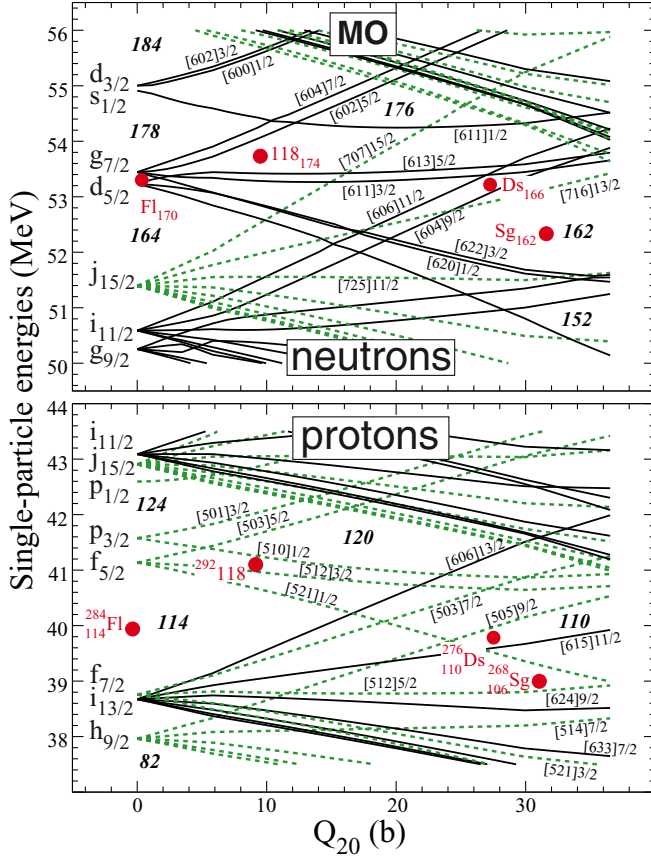 Single-particle energies (MeV)
56
55
54
53
52
51
50
MO
neutrons
184
178
164
176
162
152
d3/2
s1/2
g7/2
d5/2
j15/2
i11/2
g9/2
[602]3/2
[600]1/2
[604]7/2
[602]5/2
[707]15/2
[611]1/2
[613]5/2
[611]3/2
[606]11/2
[604]9/2
[716]13/2
[622]3/2
[620]1/2
[725]11/2
118174
Fl170
Ds166
Sg162
44
43
42
41
40
39
38
protons
i11/2
j15/2
p1/2
124
p3/2
f5/2
114
f7/2
i13/2
h9/2
82
120
110
[501]3/2
[503]5/2
[510]1/2
[512]3/2
[521]1/2
[606]13/2
[503]7/2
[505]9/2
[615]11/2
[512]5/2
[624]9/2
[514]7/2
[633]7/2
[521]3/2
292118
284114Fl
276110Ds
268106Sg
0
10
20
30
Q20 (b)